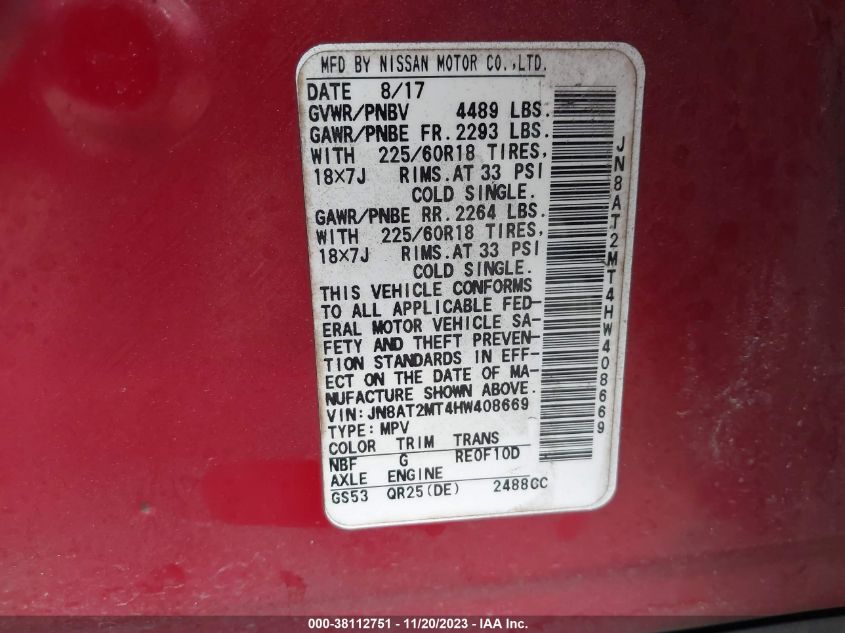 MFD BY NISSAN MOTOR CO.,LTD.
DATE 8/17
GVWR/PNBV 4489 LBS.
GAWR/PNBE FR. 2293 LBS.
WITH 225/60R18 TIRES,
18×7J RIMS. AT 33 PSI
COLD SINGLE.
GAWR/PNBE RR. 2264 LBS.
WITH 225/60R18 TIRES,
18×7J RIMS. AT 33 PSI
COLD SINGLE.
THIS VEHICLE CONFORMS
TO ALL APPLICABLE FED-
ERAL MOTOR VEHICLE SA-
FETY AND THEFT PREVEN-
TION STANDARDS IN EFF-
ECT ON THE DATE OF MA-
NUFACTURE SHOWN ABOVE.
VIN: JN8AT2MT4HW408669
TYPE: MPV
COLOR TRIM TRANS
NBF G RE0F10D
AXLE ENGINE
GS53 QR25(DE) 2488CC
JN8AT2MT4HW408669
000-38112751 - 11/20/2023 - IAA Inc.